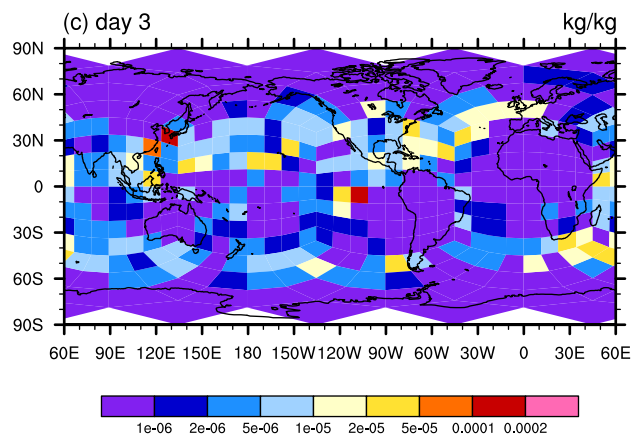 (c) day 3 kg/kg
90N
60N
30N
0
30S
60S
90S
60E 90E 120E 150E 180 150W 120W 90W 60W 30W 0 30E 60E
1e-06 2e-06 5e-06 1e-05 2e-05 5e-05 0.0001 0.0002